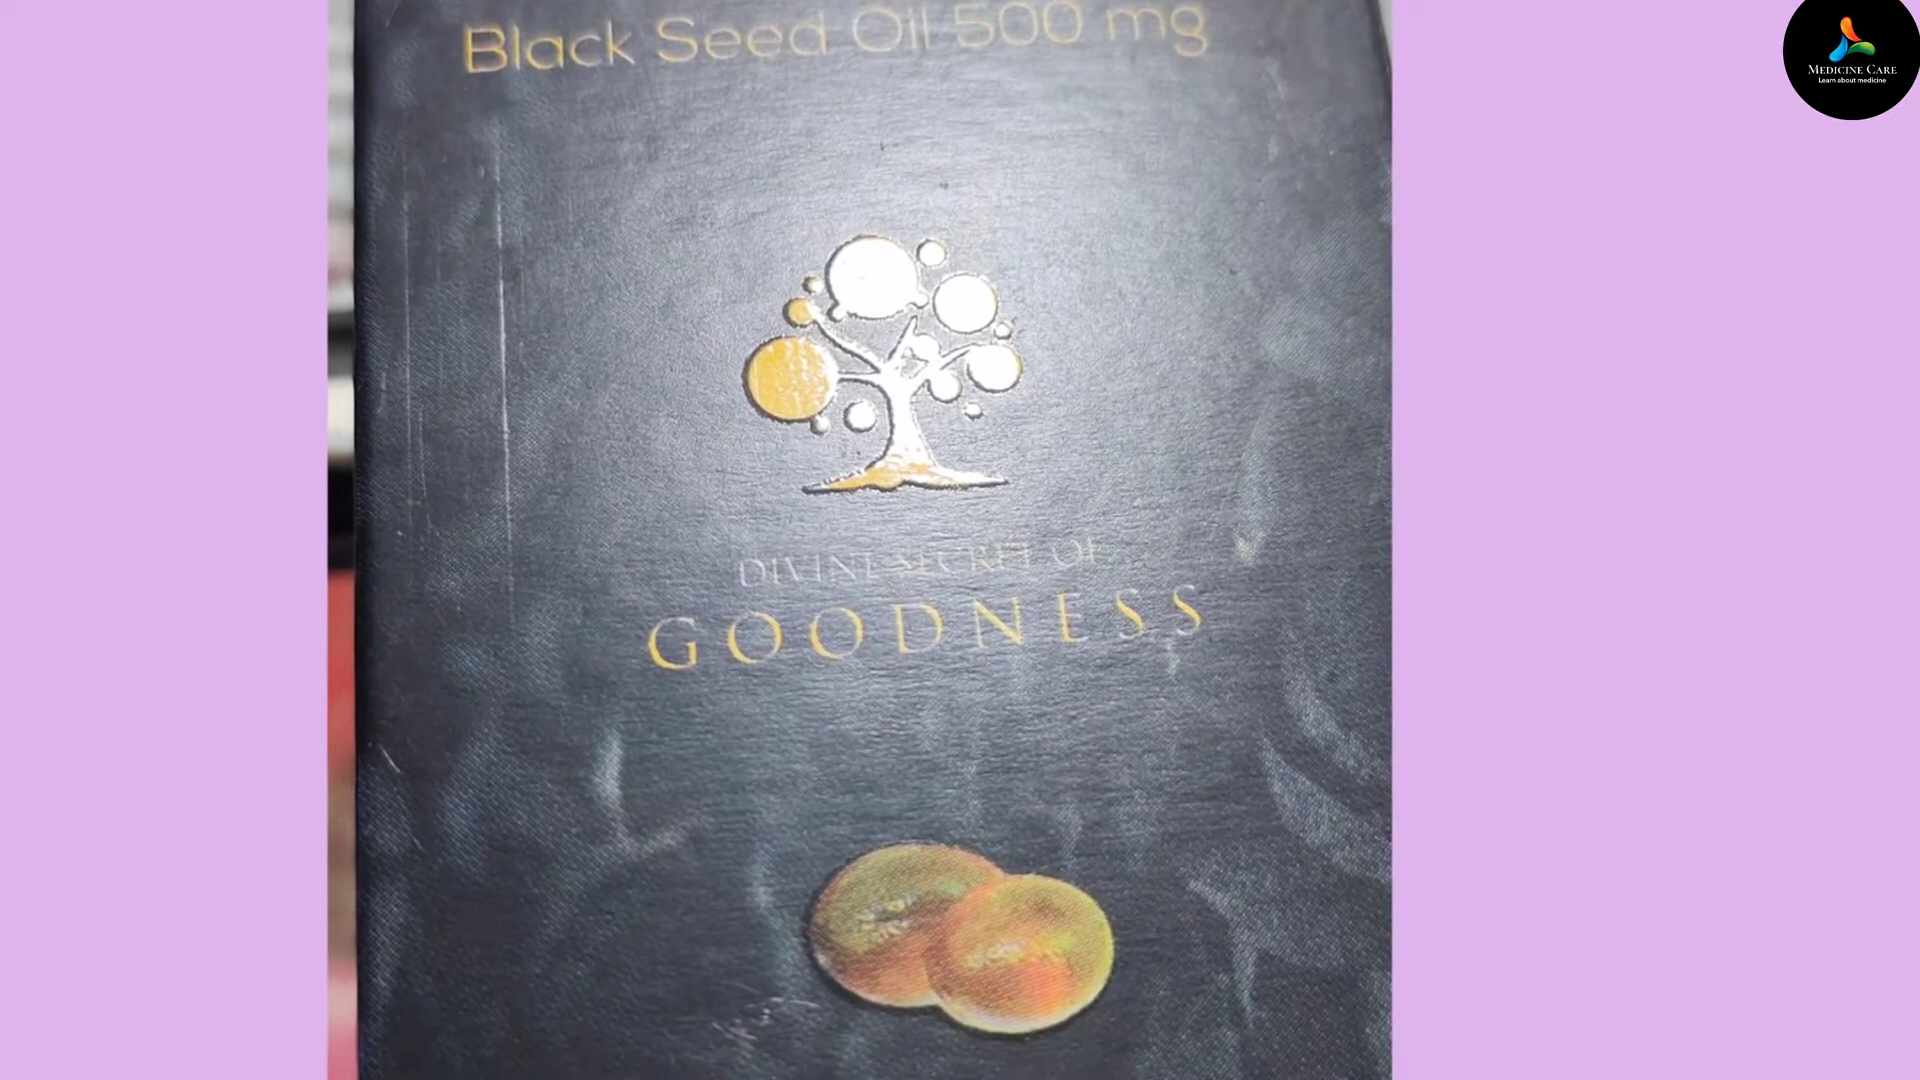 Black Seed Oil 500 mg
MEDICINE CARE
Learn about medicine
DIVINE SECRET OF
GOODNESS